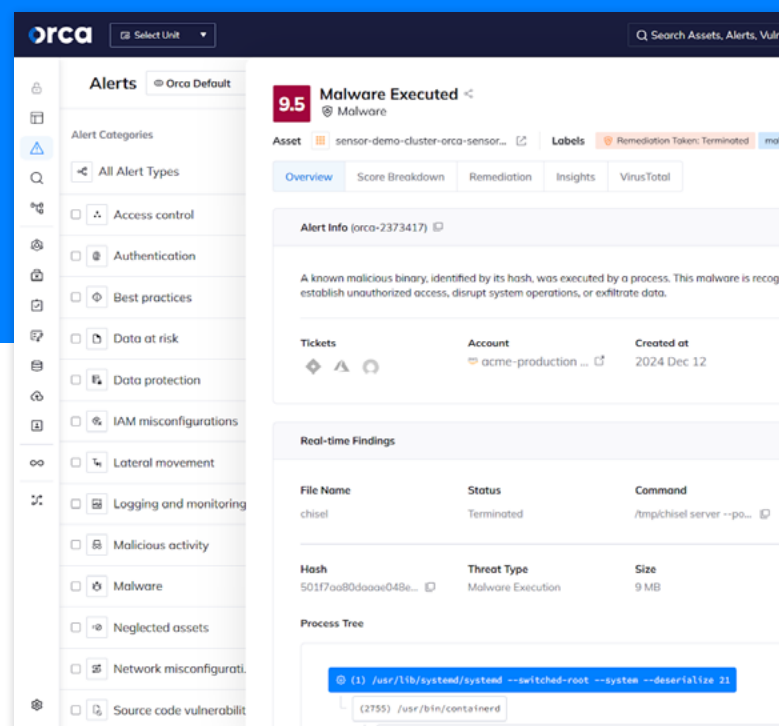 orca
Select Unit
Search Assets, Alerts, Vuln
Alerts
Orca Default
Alert Categories
All Alert Types
Access control
Authentication
Best practices
Data at risk
Data protection
IAM misconfigurations
Lateral movement
Logging and monitoring
Malicious activity
Malware
Neglected assets
Network misconfigurati..
Source code vulnerabilit
9.5
Malware Executed
Malware
Asset
sensor-demo-cluster-orca-sensor...
Labels
Remediation Taken: Terminated
mal
Overview
Score Breakdown
Remediation
Insights
VirusTotal
Alert Info (orca-2373417)
A known malicious binary, identified by its hash, was executed by a process. This malware is recog
establish unauthorized access, disrupt system operations, or exfiltrate data.
Tickets
Account
Created at
acme-production ...
2024 Dec 12
Real-time Findings
File Name
Status
Command
chisel
Terminated
/tmp/chisel server --po...
Hash
Threat Type
Size
Malware Execution
9 MB
Process Tree
(1) /usr/lib/systemd/systemd --switched-root --system --deserialize 21
(2755) /usr/bin/containerd